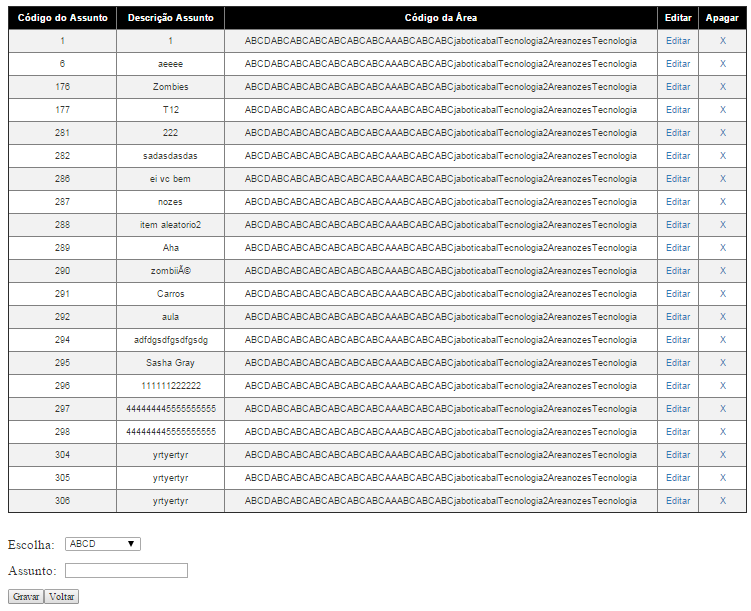 Código do Assunto Descrição Assunto Código da Área Editar Apagar
1 1 ABCDABCABCABCABCABCABCAAABCABCABCjaboticabalTecnologia2AreanozesTecnologia Editar X
6 aeeee ABCDABCABCABCABCABCABCAAABCABCABCjaboticabalTecnologia2AreanozesTecnologia Editar X
176 Zombies ABCDABCABCABCABCABCABCAAABCABCABCjaboticabalTecnologia2AreanozesTecnologia Editar X
177 T12 ABCDABCABCABCABCABCABCAAABCABCABCjaboticabalTecnologia2AreanozesTecnologia Editar X
281 222 ABCDABCABCABCABCABCABCAAABCABCABCjaboticabalTecnologia2AreanozesTecnologia Editar X
282 sadasdasdas ABCDABCABCABCABCABCABCAAABCABCABCjaboticabalTecnologia2AreanozesTecnologia Editar X
286 ei vc bem ABCDABCABCABCABCABCABCAAABCABCABCjaboticabalTecnologia2AreanozesTecnologia Editar X
287 nozes ABCDABCABCABCABCABCABCAAABCABCABCjaboticabalTecnologia2AreanozesTecnologia Editar X
288 item aleatorio2 ABCDABCABCABCABCABCABCAAABCABCABCjaboticabalTecnologia2AreanozesTecnologia Editar X
289 Aha ABCDABCABCABCABCABCABCAAABCABCABCjaboticabalTecnologia2AreanozesTecnologia Editar X
290 zombiiÃ© ABCDABCABCABCABCABCABCAAABCABCABCjaboticabalTecnologia2AreanozesTecnologia Editar X
291 Carros ABCDABCABCABCABCABCABCAAABCABCABCjaboticabalTecnologia2AreanozesTecnologia Editar X
292 aula ABCDABCABCABCABCABCABCAAABCABCABCjaboticabalTecnologia2AreanozesTecnologia Editar X
294 adfdgsdfgsdfgsdg ABCDABCABCABCABCABCABCAAABCABCABCjaboticabalTecnologia2AreanozesTecnologia Editar X
295 Sasha Gray ABCDABCABCABCABCABCABCAAABCABCABCjaboticabalTecnologia2AreanozesTecnologia Editar X
296 111111222222 ABCDABCABCABCABCABCABCAAABCABCABCjaboticabalTecnologia2AreanozesTecnologia Editar X
297 444444445555555555 ABCDABCABCABCABCABCABCAAABCABCABCjaboticabalTecnologia2AreanozesTecnologia Editar X
298 444444445555555555 ABCDABCABCABCABCABCABCAAABCABCABCjaboticabalTecnologia2AreanozesTecnologia Editar X
304 yrtyertyr ABCDABCABCABCABCABCABCAAABCABCABCjaboticabalTecnologia2AreanozesTecnologia Editar X
305 yrtyertyr ABCDABCABCABCABCABCABCAAABCABCABCjaboticabalTecnologia2AreanozesTecnologia Editar X
306 yrtyertyr ABCDABCABCABCABCABCABCAAABCABCABCjaboticabalTecnologia2AreanozesTecnologia Editar X
Escolha: ABCD
Assunto:
Gravar Voltar